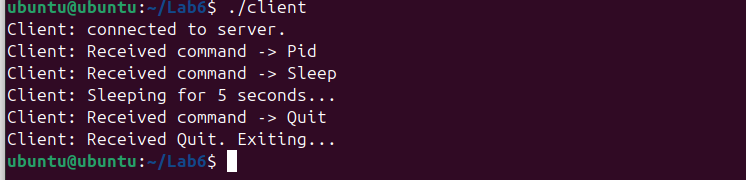 ubuntu@ubuntu:~/Lab6$ ./client
Client: connected to server.
Client: Received command -> Pid
Client: Received command -> Sleep
Client: Sleeping for 5 seconds...
Client: Received command -> Quit
Client: Received Quit. Exiting...
ubuntu@ubuntu:~/Lab6$